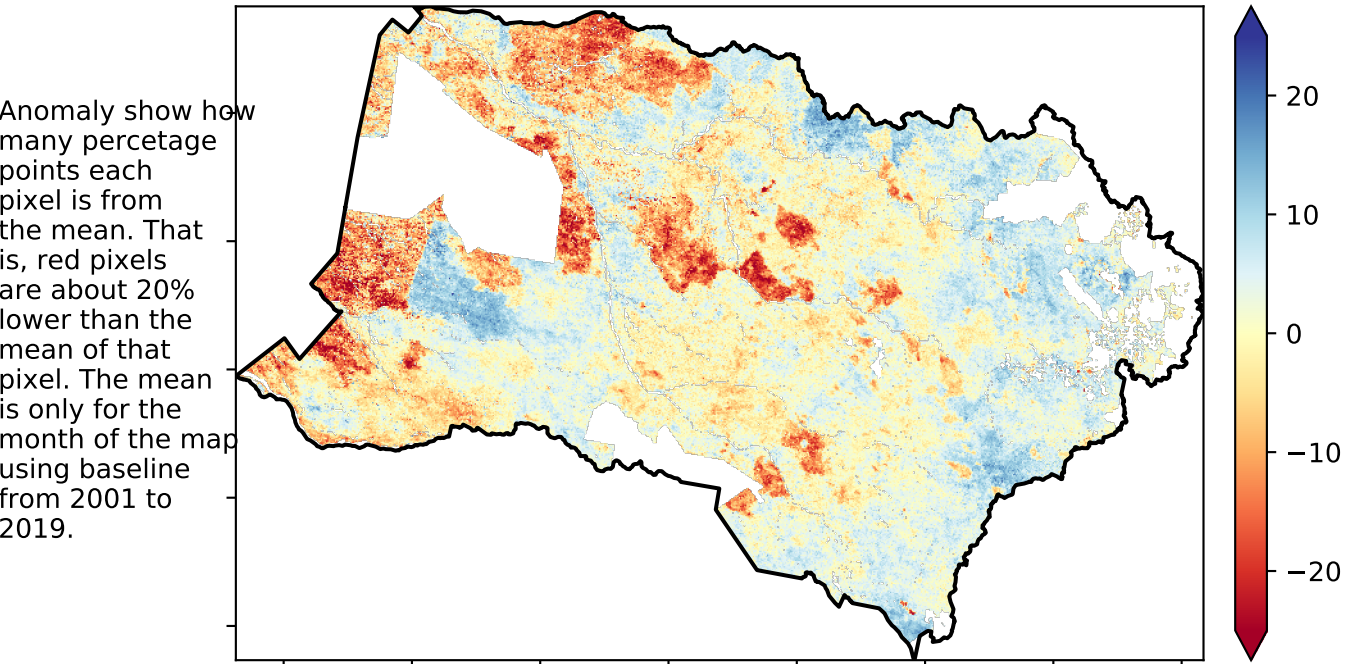 Anomaly show how
many percetage
points each
pixel is from
the mean. That
is, red pixels
are about 20%
lower than the
mean of that
pixel. The mean
is only for the
month of the map
using baseline
from 2001 to
2019.
20
10
0
−10
−20